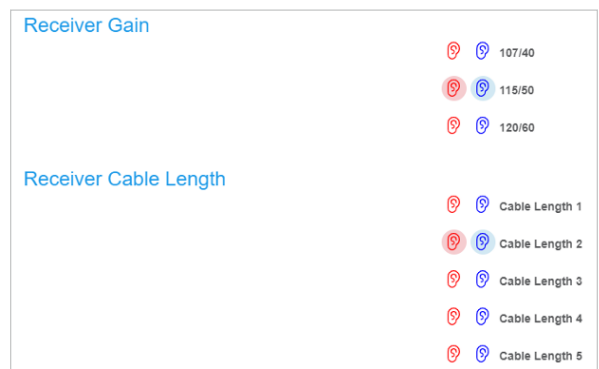 Receiver Gain
107/40
115/50
120/60
Receiver Cable Length
Cable Length 1
Cable Length 2
Cable Length 3
Cable Length 4
Cable Length 5